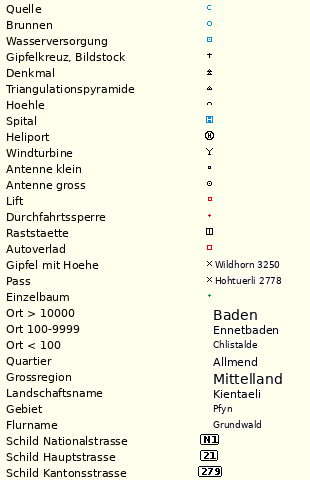 Quelle
Brunnen
Wasserversorgung
Gipfelkreuz, Bildstock
Denkmal
Triangulationspyramide
Hoehle
Spital H
Heliport H
Windturbine
Antenne klein
Antenne gross
Lift
Durchfahrtssperre
Raststaette
Autoverlad
Gipfel mit Hoehe Wildhorn 3250
Pass Hohtuerli 2778
Einzelbaum
Ort > 10000 Baden
Ort 100-9999 Ennetbaden
Ort < 100 Chlistalde
Quartier Allmend
Grossregion Mittelland
Landschaftsname Kientaeli
Gebiet Pfyn
Flurname Grundwald
Schild Nationalstrasse N1
Schild Hauptstrasse 21
Schild Kantonsstrasse 279